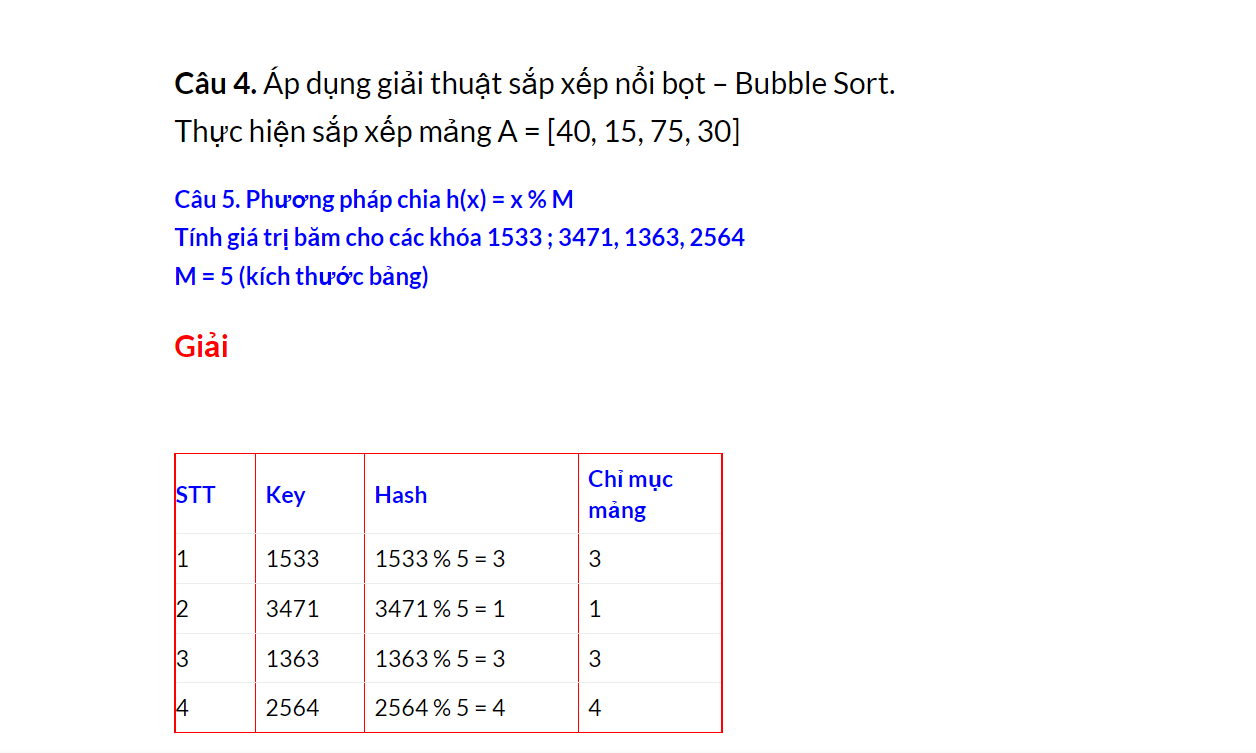 Câu 4. Áp dụng giải thuật sắp xếp nổi bọt – Bubble Sort.
Thực hiện sắp xếp mảng A = [40, 15, 75, 30]
Câu 5. Phương pháp chia h(x) = x % M
Tính giá trị băm cho các khóa 1533 ; 3471, 1363, 2564
M = 5 (kích thước bảng)
Giải
STT Key Hash Chỉ mục mảng
1 1533 1533 % 5 = 3 3
2 3471 3471 % 5 = 1 1
3 1363 1363 % 5 = 3 3
4 2564 2564 % 5 = 4 4